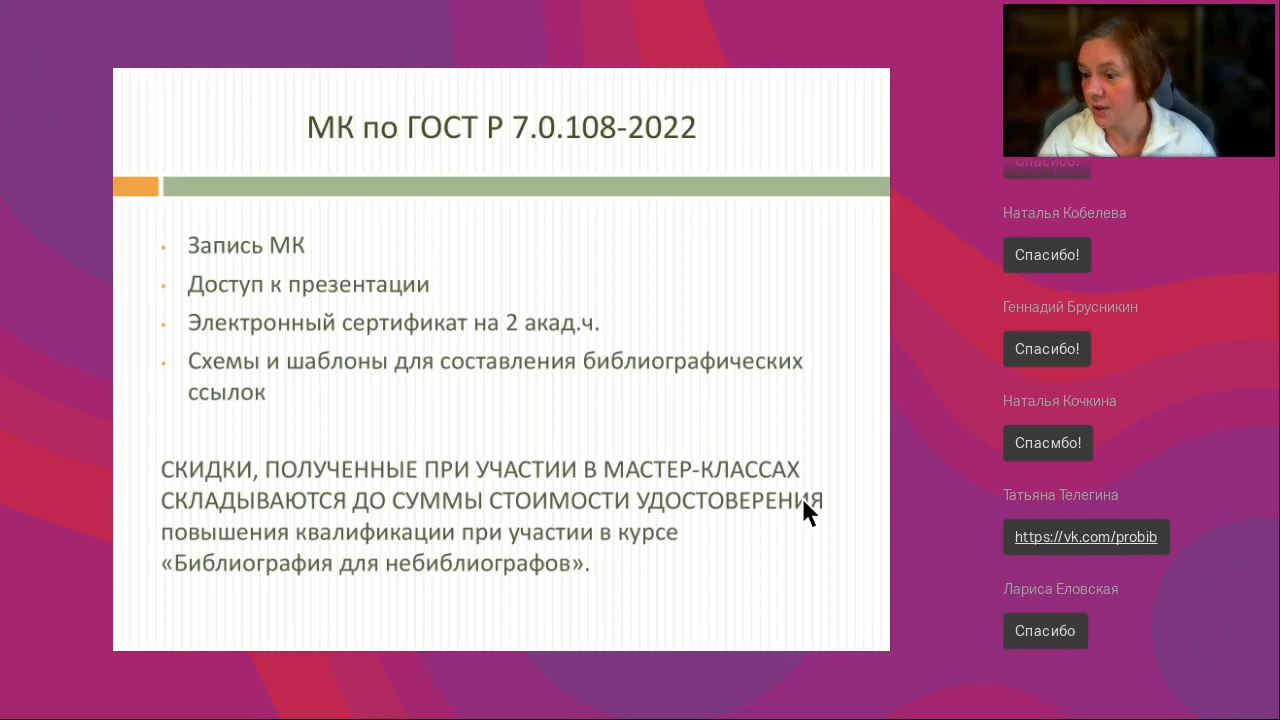 МК по ГОСТ Р 7.0.108-2022
Запись МК
Доступ к презентации
Электронный сертификат на 2 акад.ч.
Схемы и шаблоны для составления библиографических
ссылок
СКИДКИ, ПОЛУЧЕННЫЕ ПРИ УЧАСТИИ В МАСТЕР-КЛАССАХ
СКЛАДЫВАЮТСЯ ДО СУММЫ СТОИМОСТИ УДОСТОВЕРЕНИЯ
повышения квалификации при участии в курсе
«Библиография для небиблиографов».
Спасибо!
Наталья Кобелева
Спасибо!
Геннадий Брусникин
Спасибо!
Наталья Кочкина
Спасмбо!
Татьяна Телегина
https://vk.com/probib
Лариса Еловская
Спасибо